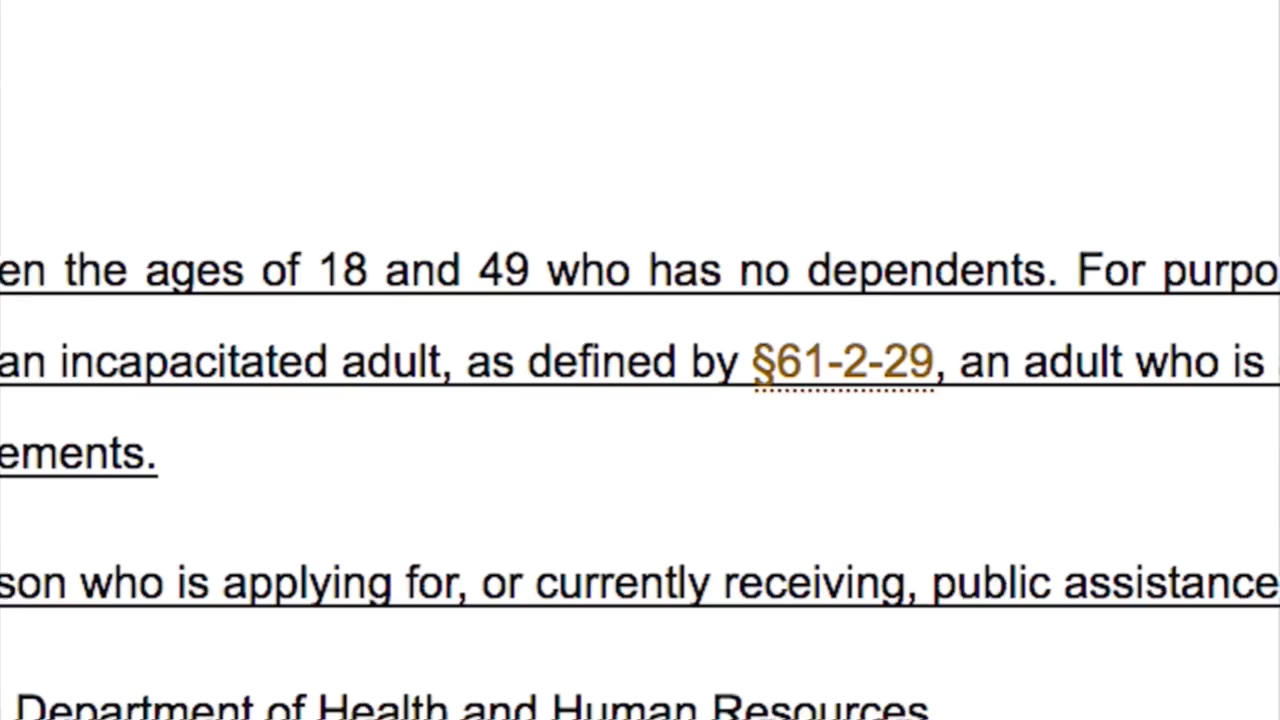 en the ages of 18 and 49 who has no dependents. For purpo
an incapacitated adult, as defined by §61-2-29, an adult who is
ements.
son who is applying for, or currently receiving, public assistance
Department of Health and Human Resources